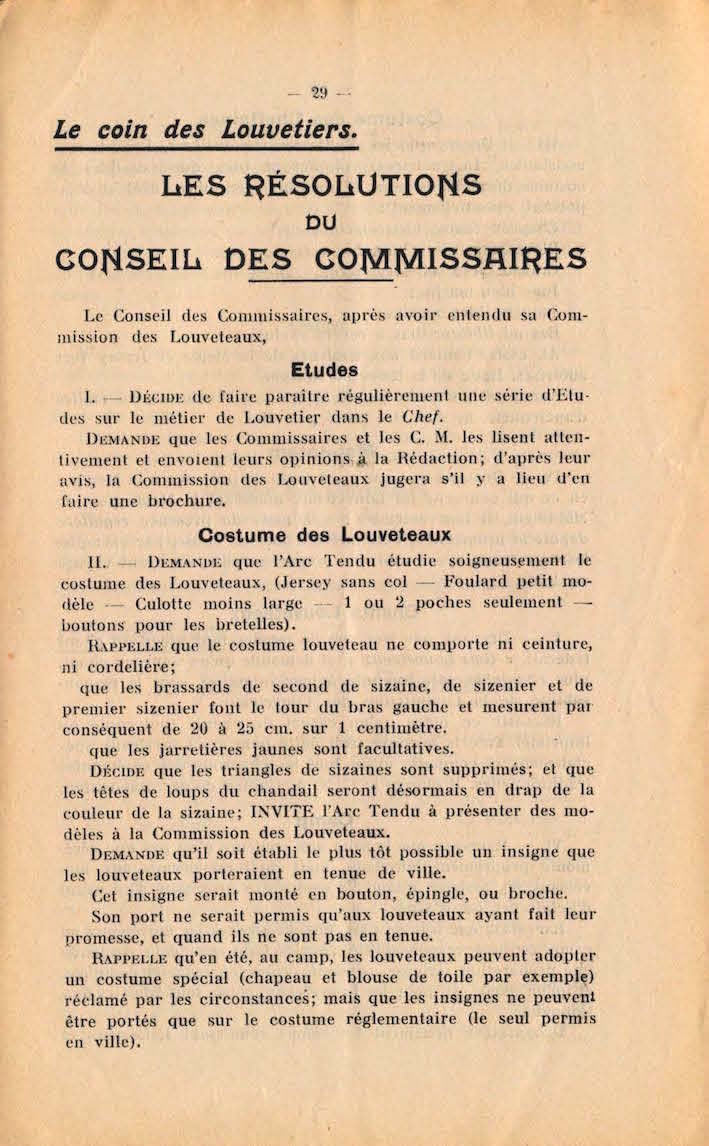 — 29 —
Le coin des Louvetiers.
LES RÉSOLUTIONS
DU
CONSEIL DES COMMISSAIRES
Le Conseil des Commissaires, après avoir entendu sa Com-
mission des Louveteaux,
Etudes
I. — DÉCIDE de faire paraître régulièrement une série d'Etu-
des sur le métier de Louvetier dans le Chef.
DEMANDE que les Commissaires et les C. M. les lisent atten-
tivement et envoient leurs opinions à la Rédaction; d'après leur
avis, la Commission des Louveteaux jugera s'il y a lieu d'en
faire une brochure.
Costume des Louveteaux
II. — DEMANDE que l'Arc Tendu étudie soigneusement le
costume des Louveteaux, (Jersey sans col — Foulard petit mo-
dèle — Culotte moins large — 1 ou 2 poches seulement —
boutons pour les bretelles).
RAPPELLE que le costume louveteau ne comporte ni ceinture,
ni cordelière;
que les brassards de second de sizaine, de sizenier et de
premier sizenier font le tour du bras gauche et mesurent par
conséquent de 20 à 25 cm. sur 1 centimètre.
que les jarretières jaunes sont facultatives.
DÉCIDE que les triangles de sizaines sont supprimés; et que
les têtes de loups du chandail seront désormais en drap de la
couleur de la sizaine; INVITE l'Arc Tendu à présenter des mo-
dèles à la Commission des Louveteaux.
DEMANDE qu'il soit établi le plus tôt possible un insigne que
les louveteaux porteraient en tenue de ville.
Cet insigne serait monté en bouton, épingle, ou broche.
Son port ne serait permis qu'aux louveteaux ayant fait leur
promesse, et quand ils ne sont pas en tenue.
RAPPELLE qu'en été, au camp, les louveteaux peuvent adopter
un costume spécial (chapeau et blouse de toile par exemple)
réclamé par les circonstances; mais que les insignes ne peuvent
être portés que sur le costume réglementaire (le seul permis
en ville).